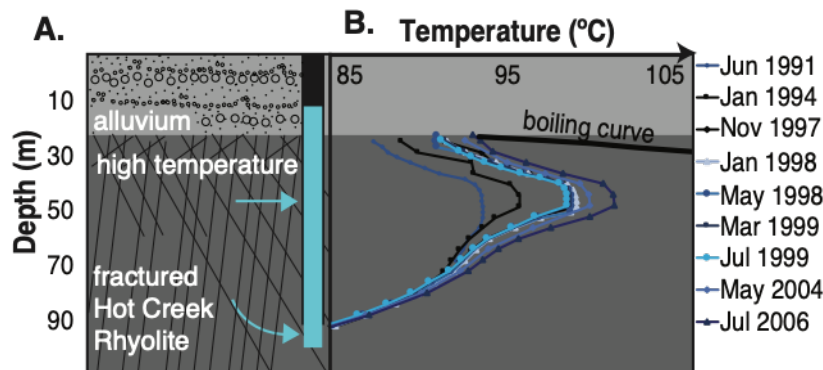 A.
B.
Temperature (ºC)
85 95 105
10
30
50
70
90
Depth (m)
alluvium
high temperature
fractured
Hot Creek
Rhyolite
boiling curve
Jun 1991
Jan 1994
Nov 1997
Jan 1998
May 1998
Mar 1999
Jul 1999
May 2004
Jul 2006